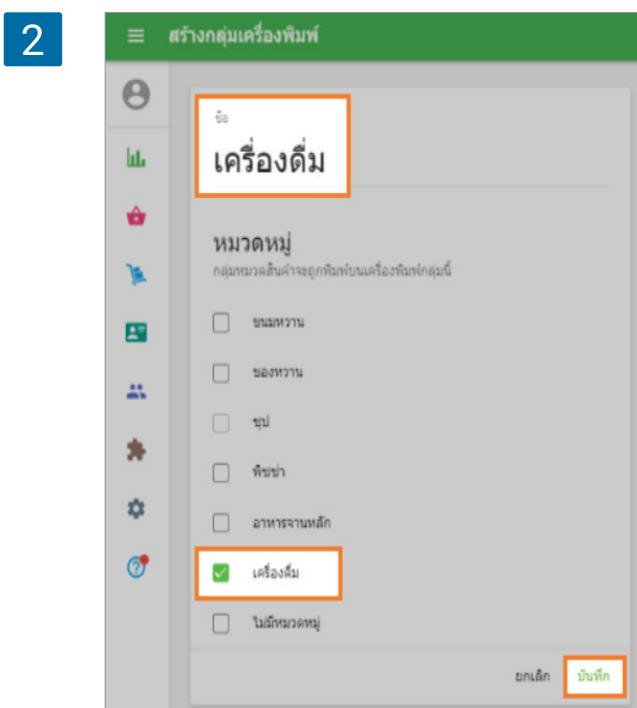 2
สร้างกลุ่มเครื่องพิมพ์
ชื่อ
เครื่องดื่ม
หมวดหมู่
กลุ่มหมวดสินค้าจะถูกพิมพ์บนเครื่องพิมพ์กลุ่มนี้
ขนมหวาน
ของหวาน
ซุป
พิซซ่า
อาหารจานหลัก
เครื่องดื่ม
ไม่มีหมวดหมู่
ยกเลิก บันทึก